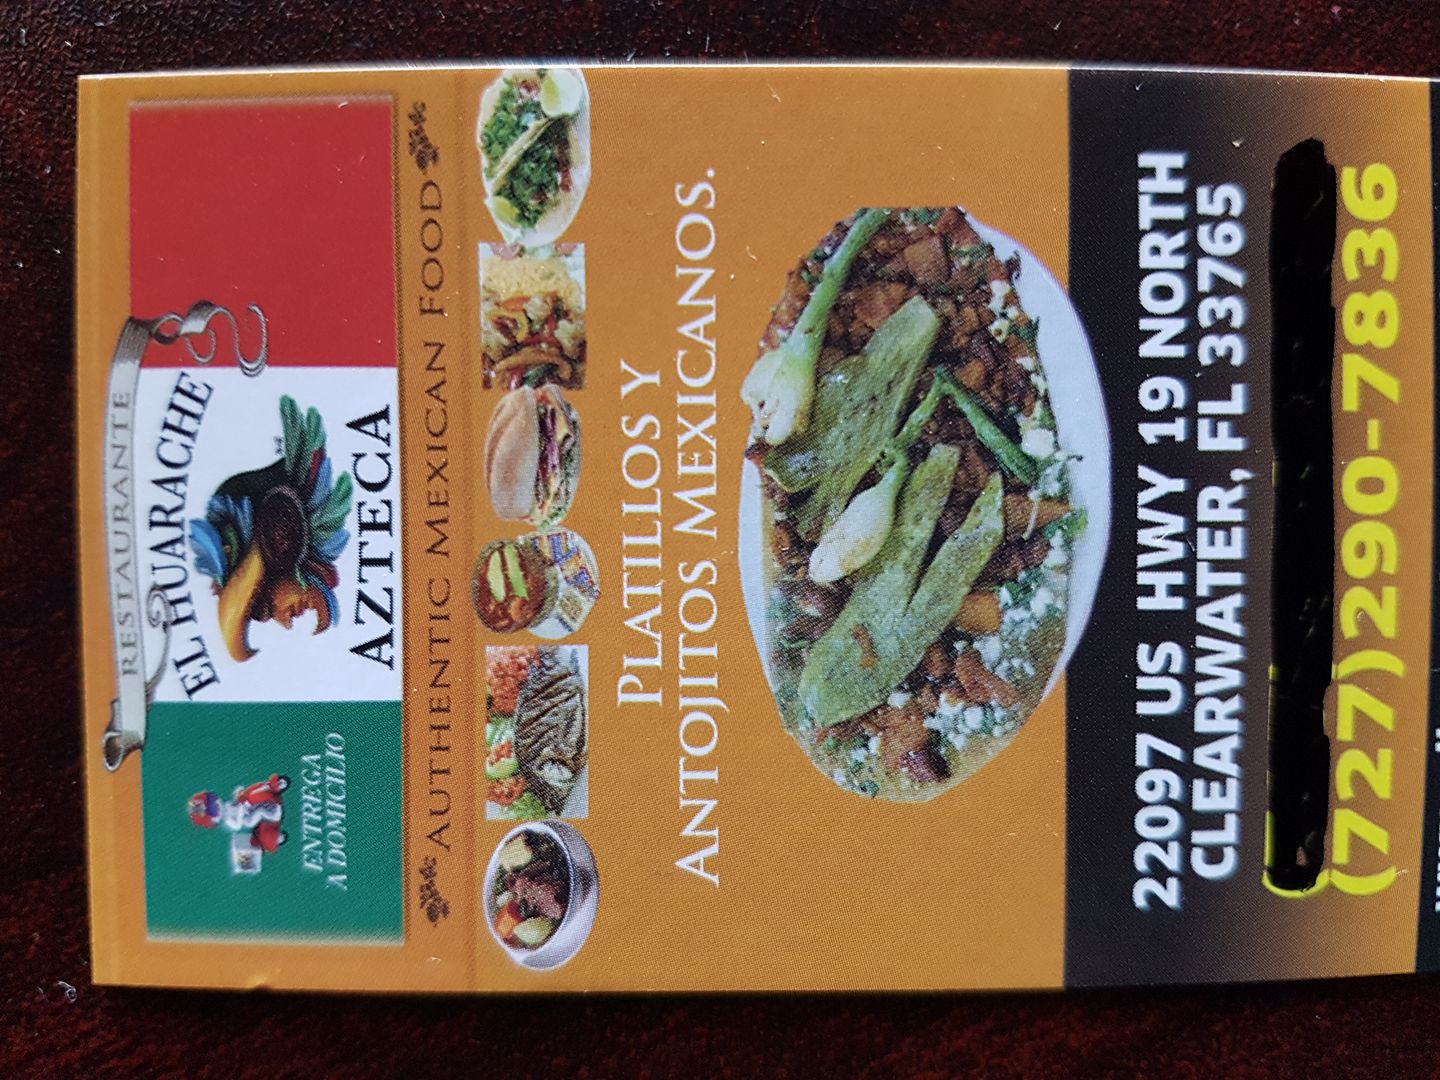 RESTAURANTE
EL HUARACHE
AZTECA
ENTREGA
A DOMICILIO
AUTHENTIC MEXICAN FOOD
PLATILLOS Y
ANTOJITOS MEXICANOS.
22097 US HWY 19 NORTH
CLEARWATER, FL 33765
(727)290-7836